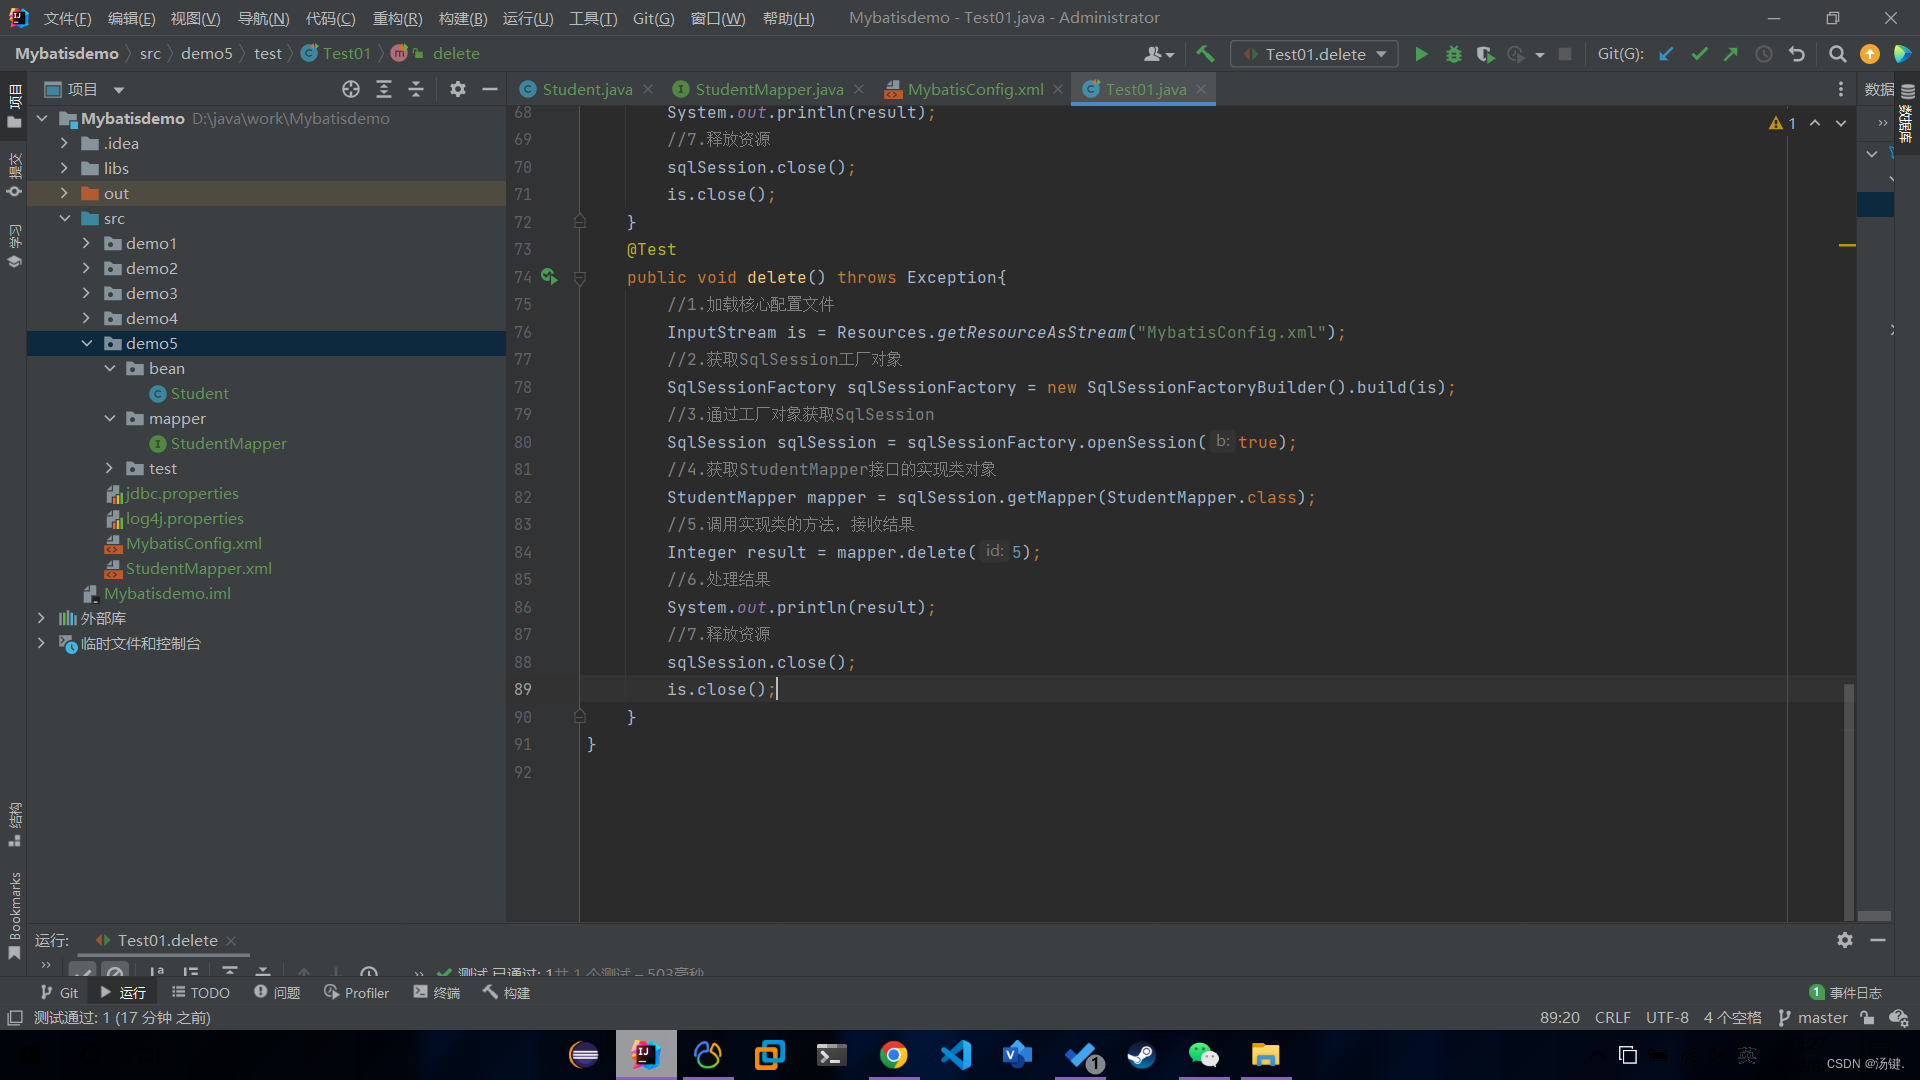 文件(F) 编辑(E) 视图(V) 导航(N) 代码(C) 重构(R) 构建(B) 运行(U) 工具(T) Git(G) 窗口(W) 帮助(H) Mybatisdemo - Test01.java - Administrator
Mybatisdemo src demo5 test Test01 delete Test01.delete Git(G):
项目 Student.java StudentMapper.java MybatisConfig.xml Test01.java 数据
项目
提交
学习
结构
Bookmarks
Mybatisdemo D:\java\work\Mybatisdemo
.idea
libs
out
src
demo1
demo2
demo3
demo4
demo5
bean
Student
mapper
StudentMapper
test
jdbc.properties
log4j.properties
MybatisConfig.xml
StudentMapper.xml
Mybatisdemo.iml
外部库
临时文件和控制台
68 System.out.println(result);
69 //7.释放资源
70 sqlSession.close();
71 is.close();
72 }
73 @Test
74 public void delete() throws Exception{
75 //1.加载核心配置文件
76 InputStream is = Resources.getResourceAsStream("MybatisConfig.xml");
77 //2.获取SqlSession工厂对象
78 SqlSessionFactory sqlSessionFactory = new SqlSessionFactoryBuilder().build(is);
79 //3.通过工厂对象获取SqlSession
80 SqlSession sqlSession = sqlSessionFactory.openSession( b: true);
81 //4.获取StudentMapper接口的实现类对象
82 StudentMapper mapper = sqlSession.getMapper(StudentMapper.class);
83 //5.调用实现类的方法，接收结果
84 Integer result = mapper.delete( id: 5);
85 //6.处理结果
86 System.out.println(result);
87 //7.释放资源
88 sqlSession.close();
89 is.close();
90 }
91 }
92
1
数据库
运行: Test01.delete
测试 已通过: 1共 1 个测试 – 503毫秒
Git 运行 TODO 问题 Profiler 终端 构建 1 事件日志
测试通过: 1 (17 分钟 之前) 89:20 CRLF UTF-8 4 个空格 master
1
英
CSDN @汤键.